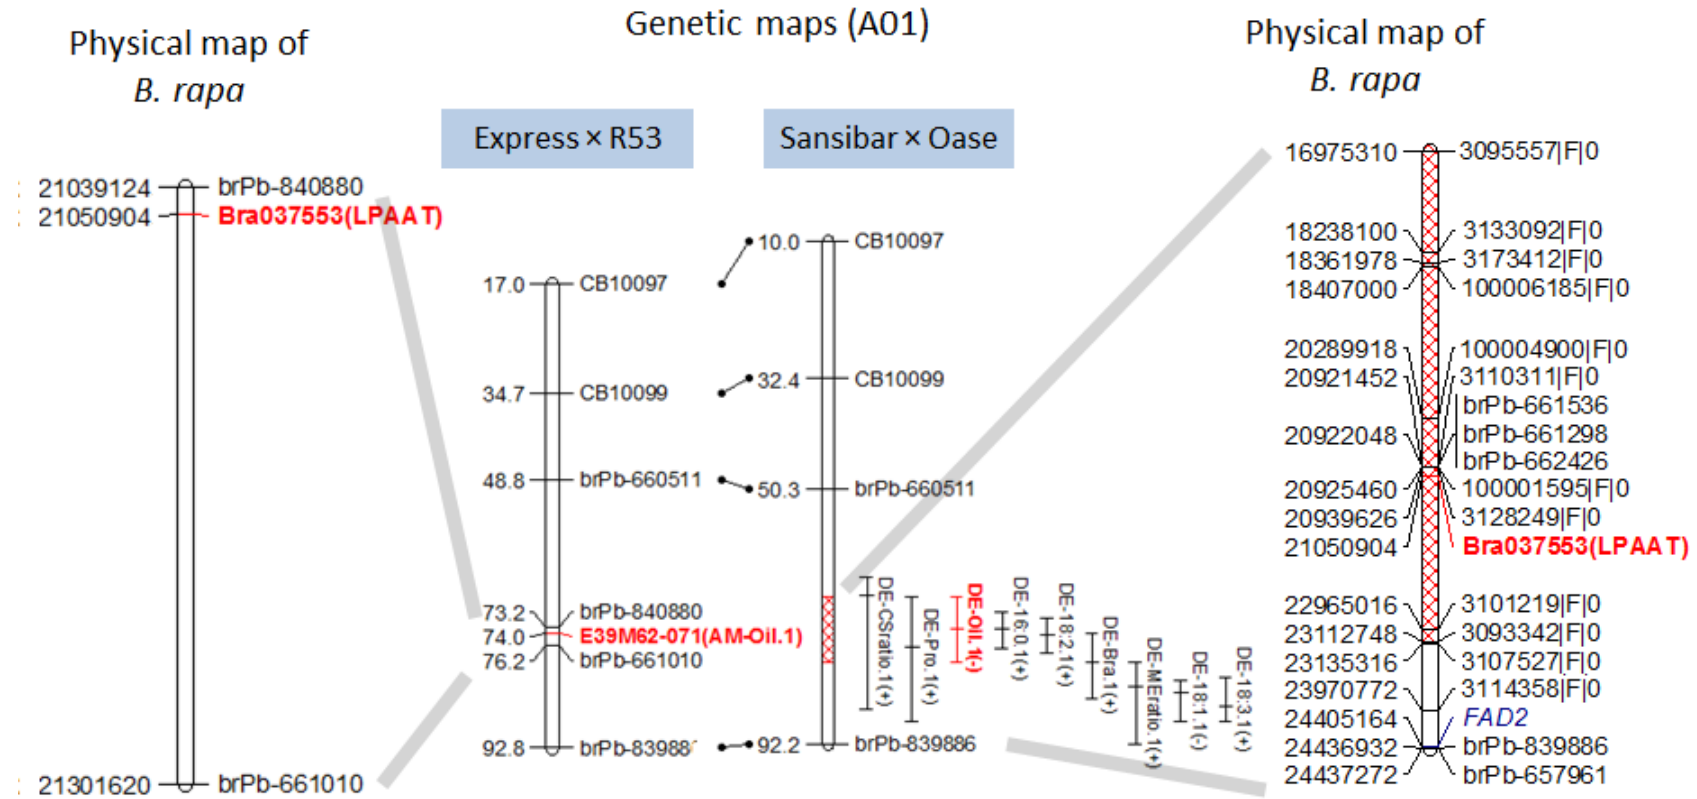 Genetic maps (A01)
Physical map of
B. rapa
21039124
brPb-840880
21050904
Bra037553(LPAAT)
21301620
brPb-661010
Express × R53
17.0
CB10097
34.7
CB10099
48.8
brPb-660511
73.2
brPb-840880
74.0
E39M62-071(AM-Oil.1)
76.2
brPb-661010
92.8
Sansibar × Oase
10.0
CB10097
32.4
CB10099
50.3
brPb-660511
92.2
brPb-839886
DE-CSratio.1(+)
DE-Pro.1(+)
DE-Oil.1(-)
DE-16:0.1(+)
DE-18:2.1(+)
DE-Bra.1(+)
DE-MEratio.1(+)
DE-18:1.1(-)
DE-18:3.1(+)
Physical map of
B. rapa
16975310
3095557|F|0
18238100
3133092|F|0
18361978
3173412|F|0
18407000
100006185|F|0
20289918
100004900|F|0
20921452
3110311|F|0
brPb-661536
20922048
brPb-661298
brPb-662426
20925460
100001595|F|0
20939626
3128249|F|0
21050904
Bra037553(LPAAT)
22965016
3101219|F|0
23112748
3093342|F|0
23135316
3107527|F|0
23970772
3114358|F|0
24405164
FAD2
24436932
brPb-839886
24437272
brPb-657961